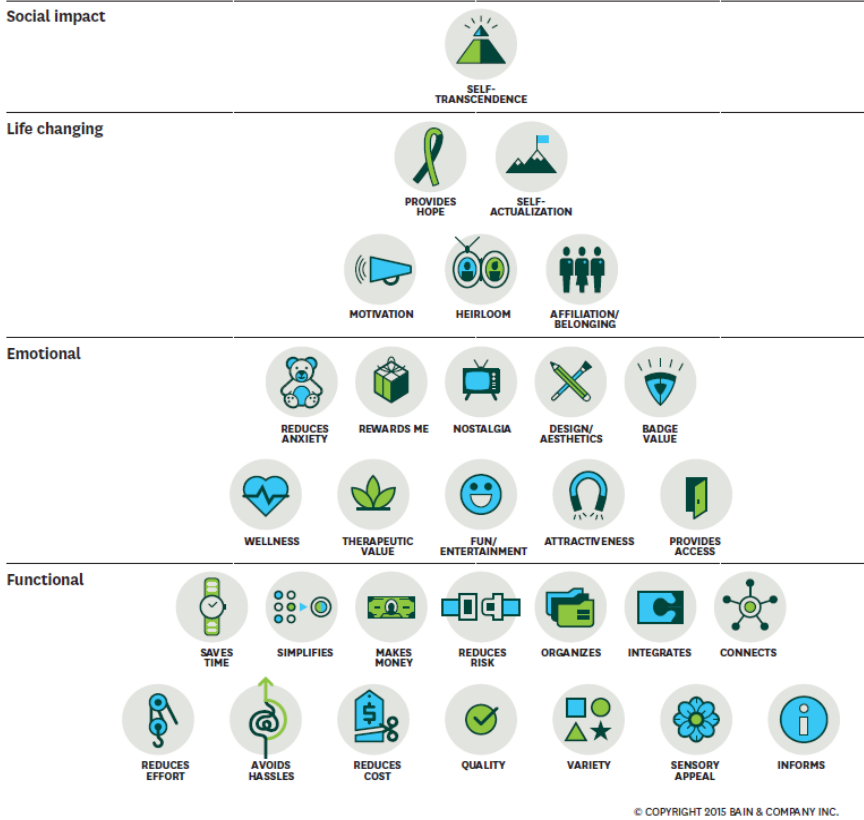 Social impact
SELF-
TRANSCENDENCE
Life changing
PROVIDES
HOPE
SELF-
ACTUALIZATION
MOTIVATION
HEIRLOOM
AFFILIATION/
BELONGING
Emotional
REDUCES
ANXIETY
REWARDS ME
NOSTALGIA
DESIGN/
AESTHETICS
BADGE
VALUE
WELLNESS
THERAPEUTIC
VALUE
FUN/
ENTERTAINMENT
ATTRACTIVENESS
PROVIDES
ACCESS
Functional
SAVES
TIME
SIMPLIFIES
MAKES
MONEY
REDUCES
RISK
ORGANIZES
INTEGRATES
CONNECTS
$
REDUCES
EFFORT
AVOIDS
HASSLES
REDUCES
COST
QUALITY
VARIETY
SENSORY
APPEAL
INFORMS
© COPYRIGHT 2015 BAIN & COMPANY INC.